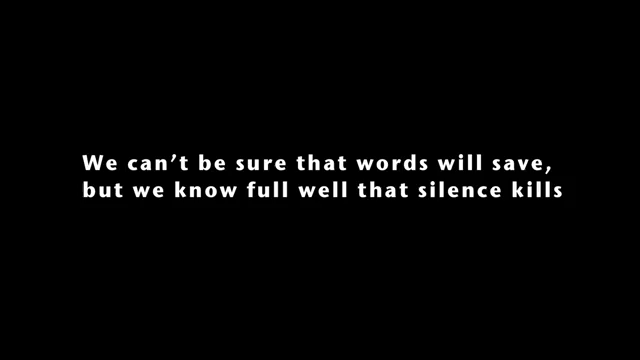 We can’t be sure that words will save,
but we know full well that silence kills